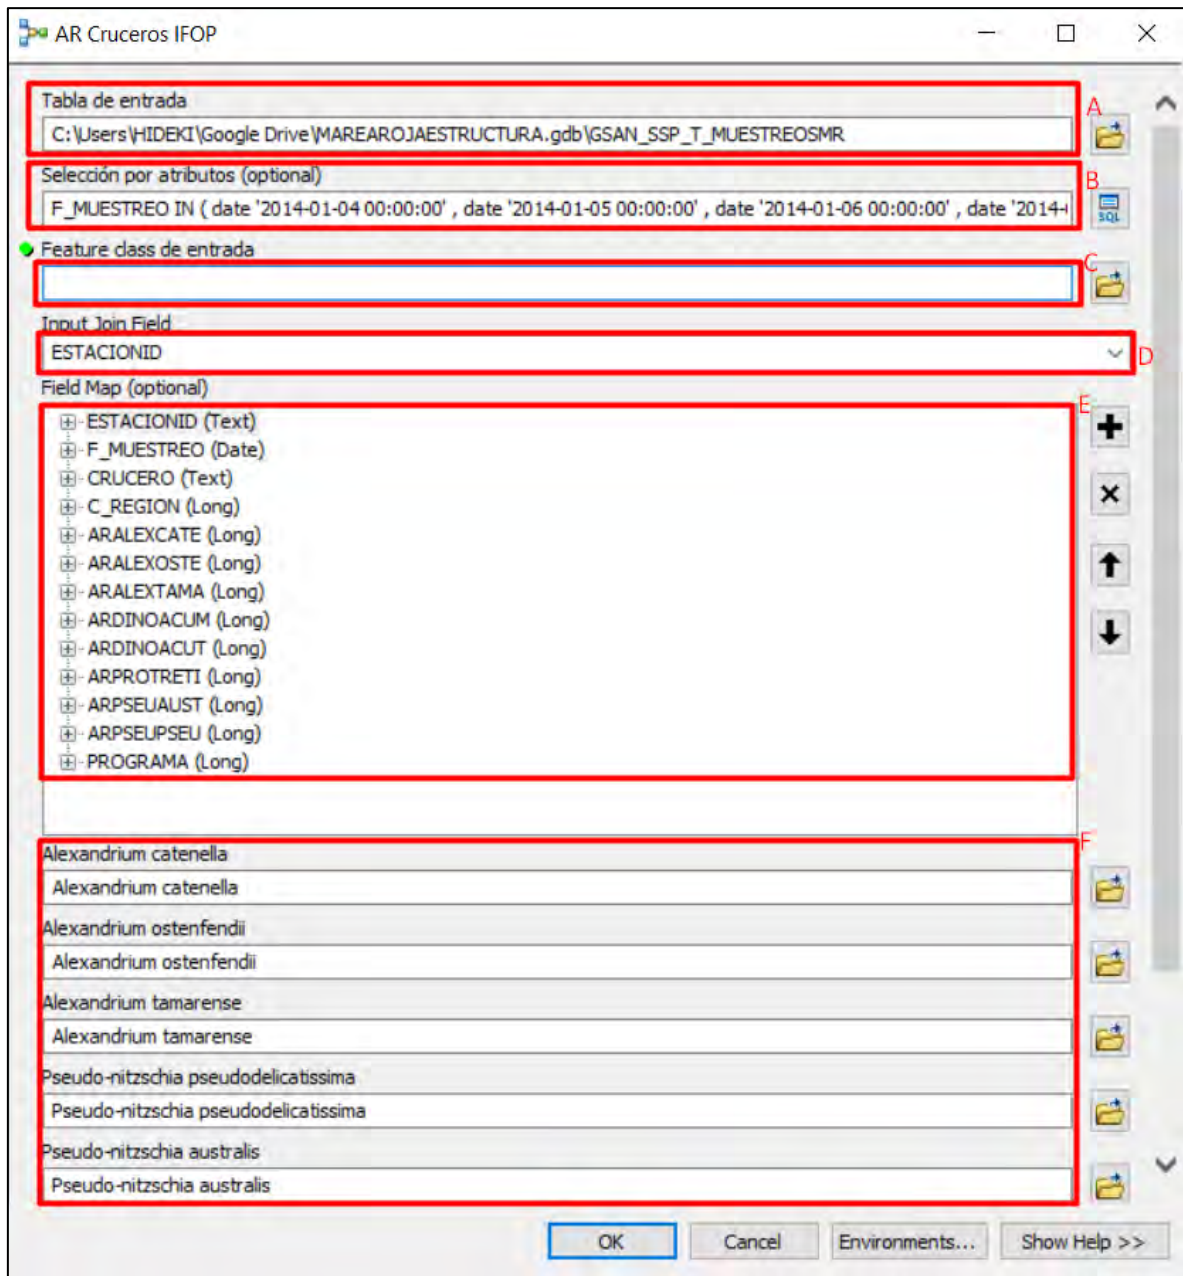 AR Cruceros IFOP
Tabla de entrada
A
C:\Users\HIDEKI\Google Drive\MAREAROJAESTRUCTURA.gdb\GSAN_SSP_T_MUESTREOSMR
Selección por atributos (optional)
B
F_MUESTREO IN ( date '2014-01-04 00:00:00' , date '2014-01-05 00:00:00' , date '2014-01-06 00:00:00' , date '2014-
SQL
Feature class de entrada
C
Input Join Field
ESTACIONID
D
Field Map (optional)
E
ESTACIONID (Text)
F_MUESTREO (Date)
CRUCERO (Text)
C_REGION (Long)
ARALEXCATE (Long)
ARALEXOSTE (Long)
ARALEXTAMA (Long)
ARDINOACUM (Long)
ARDINOACUT (Long)
ARPROTRETI (Long)
ARPSEUAUST (Long)
ARPSEUPSEU (Long)
PROGRAMA (Long)
F
Alexandrium catenella
Alexandrium catenella
Alexandrium ostenfendii
Alexandrium ostenfendii
Alexandrium tamarense
Alexandrium tamarense
Pseudo-nitzschia pseudodelicatissima
Pseudo-nitzschia pseudodelicatissima
Pseudo-nitzschia australis
Pseudo-nitzschia australis
OK
Cancel
Environments...
Show Help >>